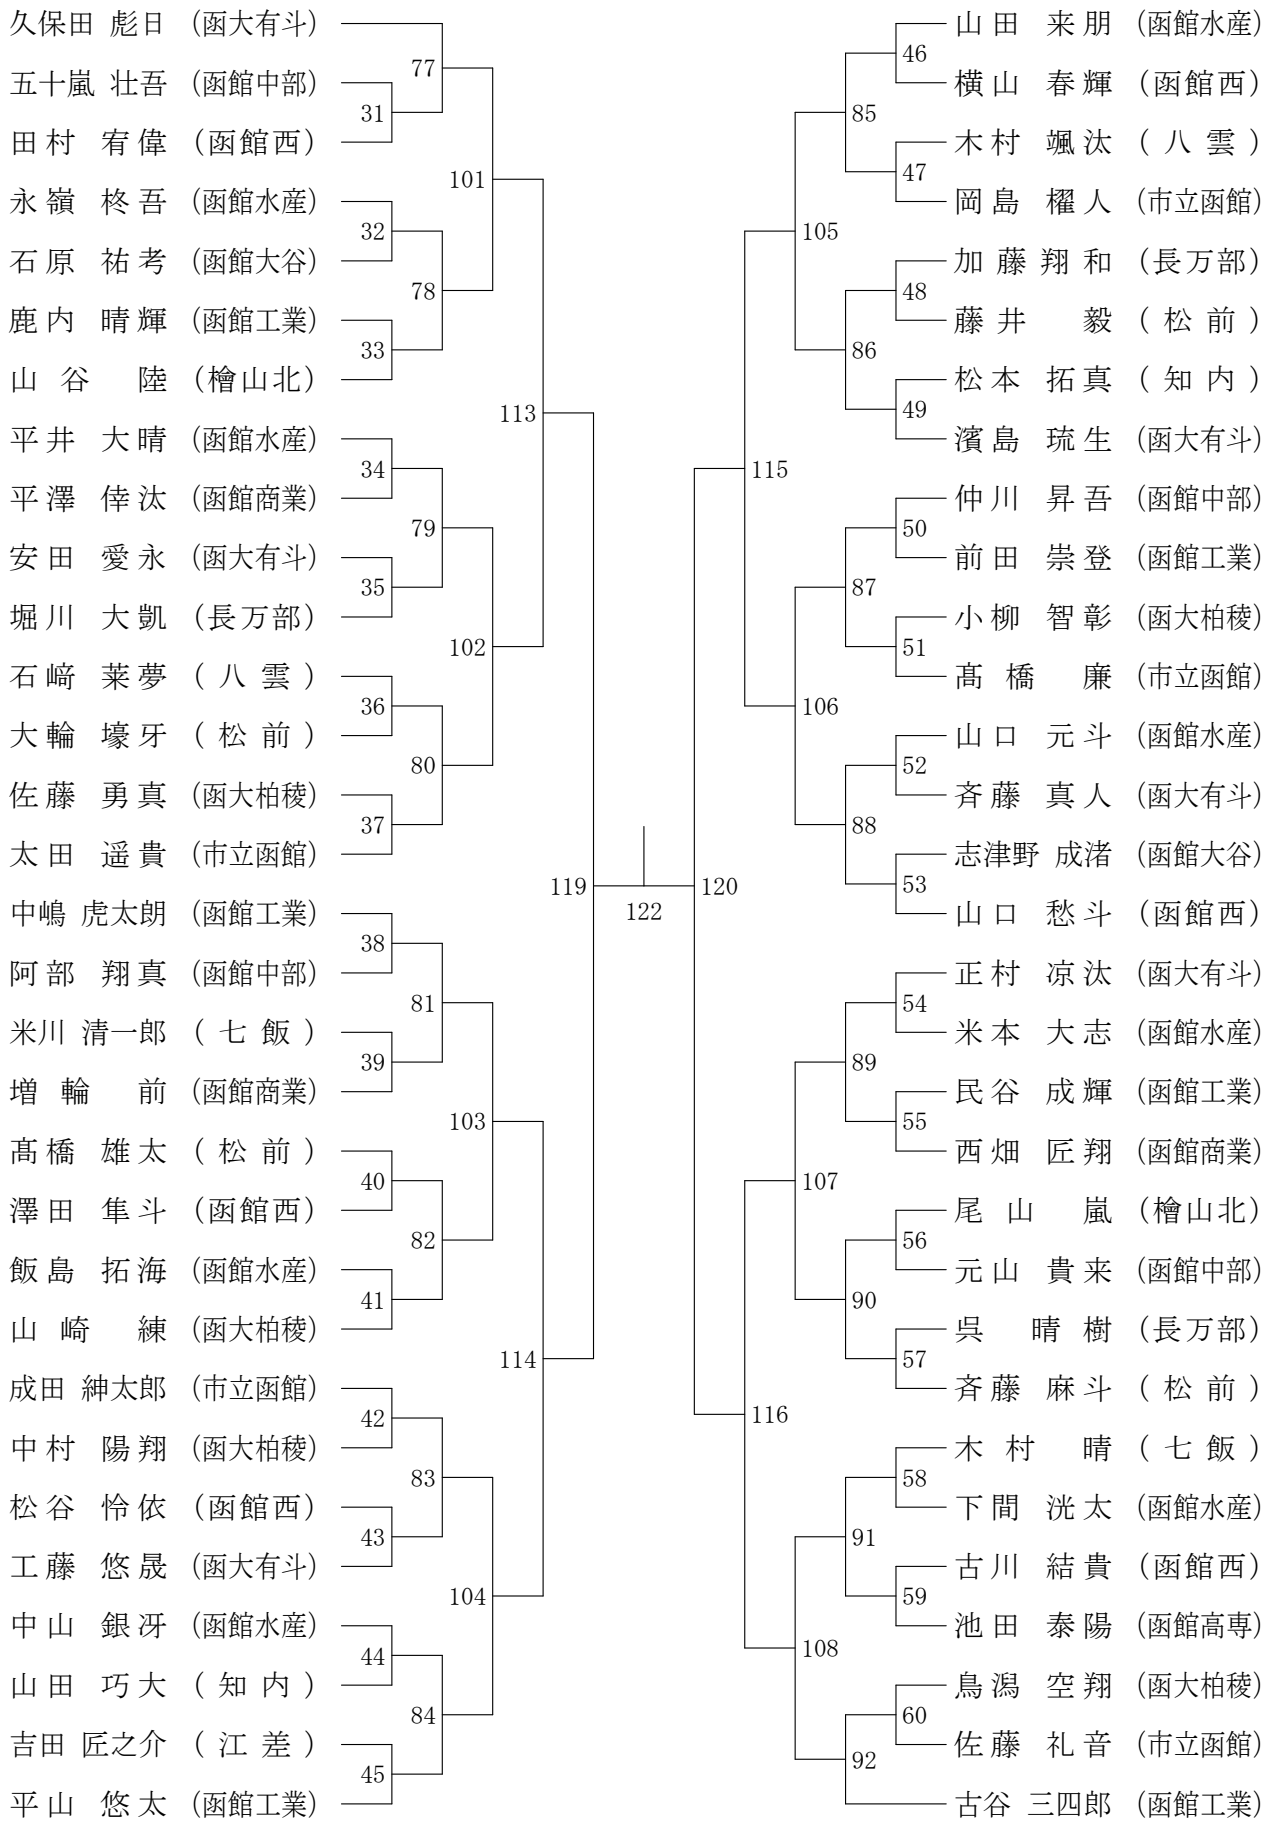 久保田 彪日 (函大有斗)
五十嵐 壮吾 (函館中部)
田村 宥偉 (函館西)
永嶺 柊吾 (函館水産)
石原 祐考 (函館大谷)
鹿内 晴輝 (函館工業)
山谷 陸 (檜山北)
平井 大晴 (函館水産)
平澤 倖汰 (函館商業)
安田 愛永 (函大有斗)
堀川 大凱 (長万部)
石﨑 莱夢 (八雲)
大輪 壕牙 (松前)
佐藤 勇真 (函大柏稜)
太田 遥貴 (市立函館)
中嶋 虎太朗 (函館工業)
阿部 翔真 (函館中部)
米川 清一郎 (七飯)
増輪 前 (函館商業)
髙橋 雄太 (松前)
澤田 隼斗 (函館西)
飯島 拓海 (函館水産)
山崎 練 (函大柏稜)
成田 紳太郎 (市立函館)
中村 陽翔 (函大柏稜)
松谷 怜依 (函館西)
工藤 悠晟 (函大有斗)
中山 銀冴 (函館水産)
山田 巧大 (知内)
吉田 匠之介 (江差)
平山 悠太 (函館工業)
31
32
33
34
35
36
37
38
39
40
41
42
43
44
45
77
78
79
80
81
82
83
84
101
102
103
104
113
114
119
122
120
115
116
105
106
107
108
85
86
87
88
89
90
91
92
46
47
48
49
50
51
52
53
54
55
56
57
58
59
60
山田 来朋 (函館水産)
横山 春輝 (函館西)
木村 颯汰 (八雲)
岡島 櫂人 (市立函館)
加藤 翔和 (長万部)
藤井 毅 (松前)
松本 拓真 (知内)
濱島 琉生 (函大有斗)
仲川 昇吾 (函館中部)
前田 崇登 (函館工業)
小柳 智彰 (函大柏稜)
髙橋 廉 (市立函館)
山口 元斗 (函館水産)
斉藤 真人 (函大有斗)
志津野 成渚 (函館大谷)
山口 愁斗 (函館西)
正村 凉汰 (函大有斗)
米本 大志 (函館水産)
民谷 成輝 (函館工業)
西畑 匠翔 (函館商業)
尾山 嵐 (檜山北)
元山 貴来 (函館中部)
呉 晴樹 (長万部)
斉藤 麻斗 (松前)
木村 晴 (七飯)
下間 洸太 (函館水産)
古川 結貴 (函館西)
池田 泰陽 (函館高専)
鳥潟 空翔 (函大柏稜)
佐藤 礼音 (市立函館)
古谷 三四郎 (函館工業)